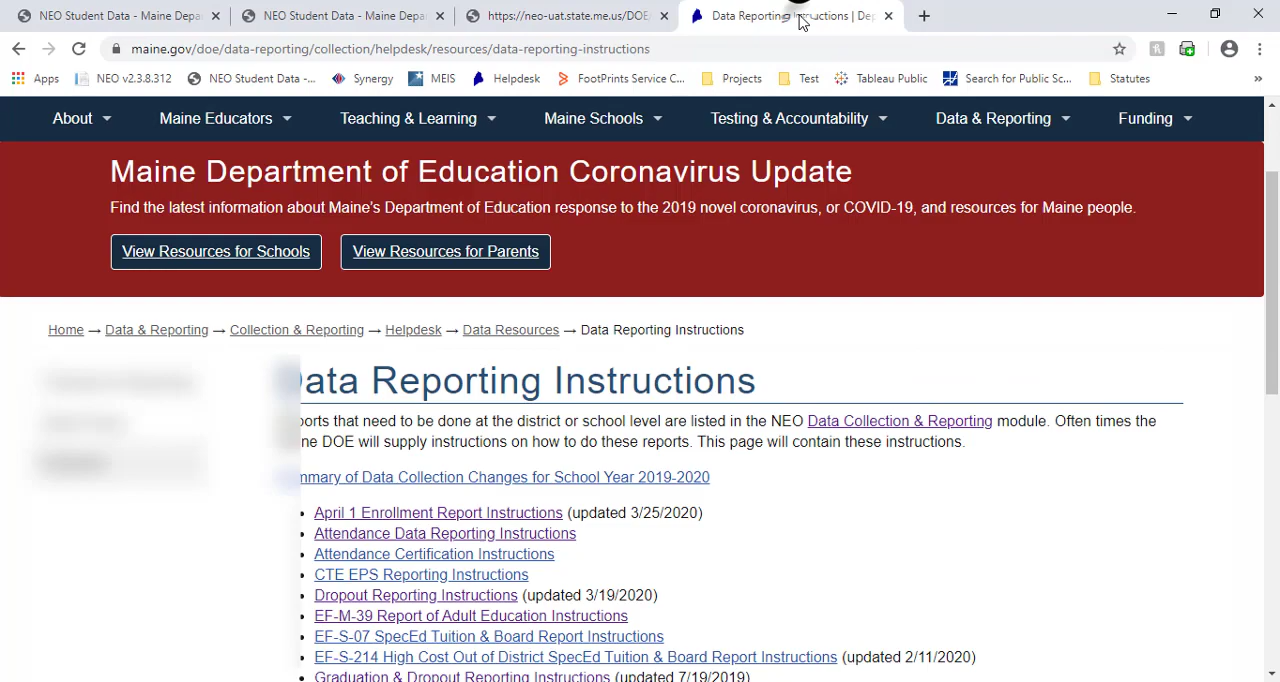 NEO Student Data - Maine Depa
NEO Student Data - Maine Depa
https://neo-uat.state.me.us/DOE
Data Reporting Instructions | Dep
maine.gov/doe/data-reporting/collection/helpdesk/resources/data-reporting-instructions
Apps
NEO v2.3.8.312
NEO Student Data -...
Synergy
MEIS
Helpdesk
FootPrints Service C...
Projects
Test
Tableau Public
Search for Public Sc...
Statutes
»
About
Maine Educators
Teaching & Learning
Maine Schools
Testing & Accountability
Data & Reporting
Funding
Maine Department of Education Coronavirus Update
Find the latest information about Maine's Department of Education response to the 2019 novel coronavirus, or COVID-19, and resources for Maine people.
View Resources for Schools
View Resources for Parents
Home → Data & Reporting → Collection & Reporting → Helpdesk → Data Resources → Data Reporting Instructions
Data Reporting Instructions
ports that need to be done at the district or school level are listed in the NEO Data Collection & Reporting module. Often times the
ne DOE will supply instructions on how to do these reports. This page will contain these instructions.
mmary of Data Collection Changes for School Year 2019-2020
• April 1 Enrollment Report Instructions (updated 3/25/2020)
• Attendance Data Reporting Instructions
• Attendance Certification Instructions
• CTE EPS Reporting Instructions
• Dropout Reporting Instructions (updated 3/19/2020)
• EF-M-39 Report of Adult Education Instructions
• EF-S-07 SpecEd Tuition & Board Report Instructions
• EF-S-214 High Cost Out of District SpecEd Tuition & Board Report Instructions (updated 2/11/2020)
• Graduation & Dropout Reporting Instructions (updated 7/19/2019)